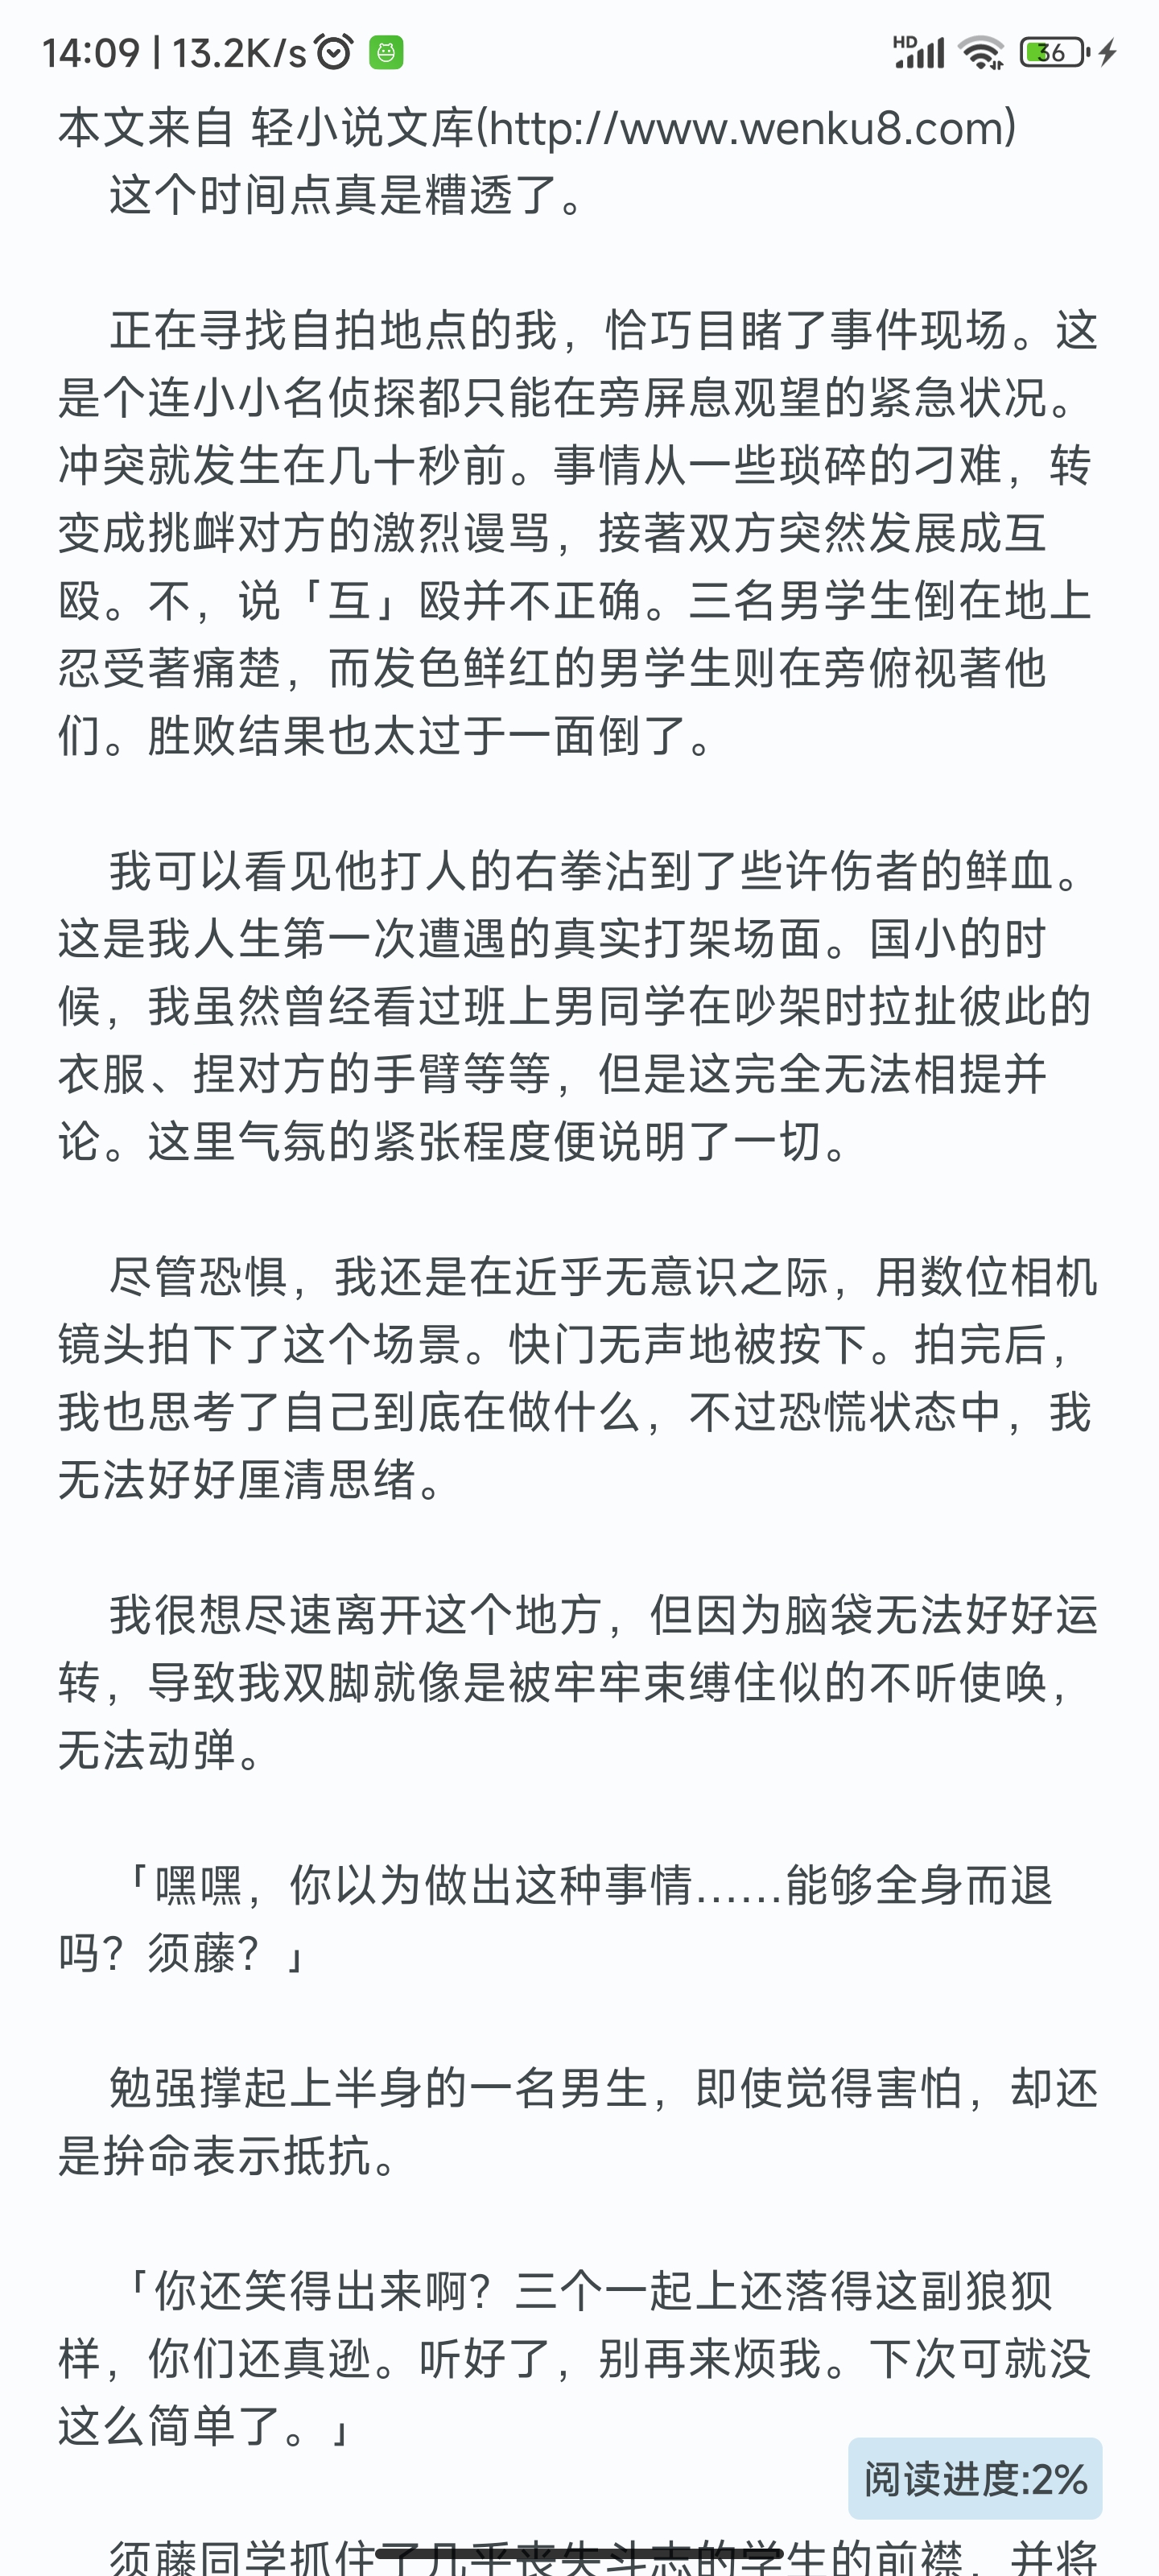 14:09 | 13.2K/s
HD
36
本文来自 轻小说文库(http://www.wenku8.com)
这个时间点真是糟透了。
正在寻找自拍地点的我，恰巧目睹了事件现场。这
是个连小小名侦探都只能在旁屏息观望的紧急状况。
冲突就发生在几十秒前。事情从一些琐碎的刁难，转
变成挑衅对方的激烈谩骂，接著双方突然发展成互
殴。不，说「互」殴并不正确。三名男学生倒在地上
忍受著痛楚，而发色鲜红的男学生则在旁俯视著他
们。胜败结果也太过于一面倒了。
我可以看见他打人的右拳沾到了些许伤者的鲜血。
这是我人生第一次遭遇的真实打架场面。国小的时
候，我虽然曾经看过班上男同学在吵架时拉扯彼此的
衣服、捏对方的手臂等等，但是这完全无法相提并
论。这里气氛的紧张程度便说明了一切。
尽管恐惧，我还是在近乎无意识之际，用数位相机
镜头拍下了这个场景。快门无声地被按下。拍完后，
我也思考了自己到底在做什么，不过恐慌状态中，我
无法好好厘清思绪。
我很想尽速离开这个地方，但因为脑袋无法好好运
转，导致我双脚就像是被牢牢束缚住似的不听使唤，
无法动弹。
「嘿嘿，你以为做出这种事情……能够全身而退
吗？须藤？」
勉强撑起上半身的一名男生，即使觉得害怕，却还
是拚命表示抵抗。
「你还笑得出来啊？三个一起上还落得这副狼狈
样，你们还真逊。听好了，别再来烦我。下次可就没
这么简单了。」
阅读进度:2%
须藤同学抓住了几乎丧失斗志的学生的前襟，并将